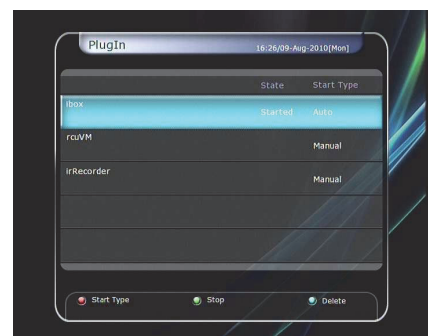 PlugIn 16:26/09-Aug-2010[Mon]
State Start Type
ibox Started Auto
rcuVM Manual
irRecorder Manual
Start Type Stop Delete